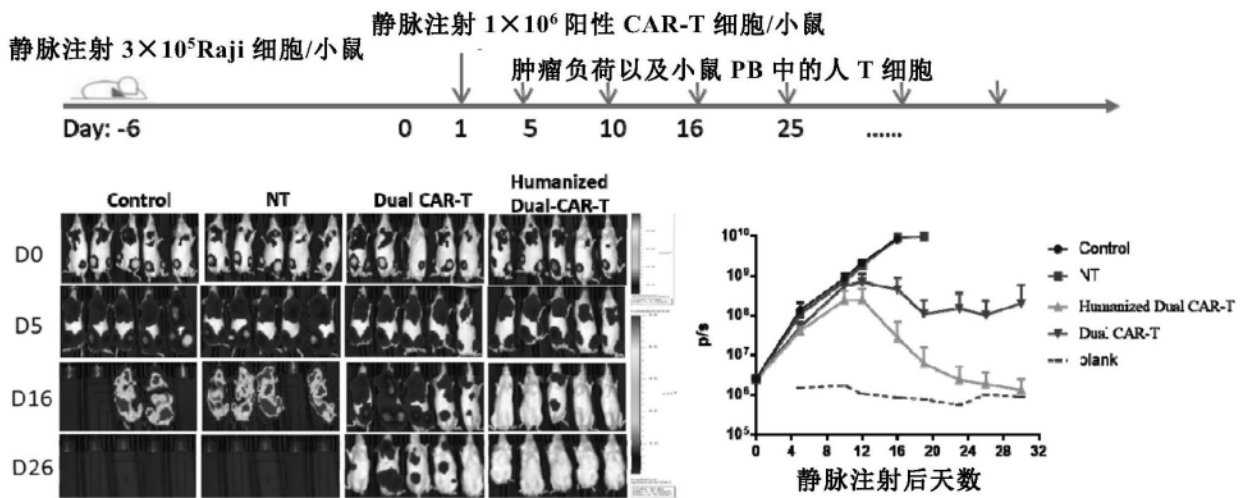 静脉注射 1×10⁶ 阳性 CAR-T 细胞/小鼠
静脉注射 3×10⁵Raji 细胞/小鼠
肿瘤负荷以及小鼠 PB 中的人 T 细胞
Day: -6 0 1 5 10 16 25 ……
Control NT Dual CAR-T Humanized
Dual-CAR-T
D0
D5
D16
D26
p/s
10¹⁰
10⁹
10⁸
10⁷
10⁶
10⁵
0 4 8 12 16 20 24 28 32
静脉注射后天数
Control
NT
Humanized Dual CAR-T
Dual CAR-T
blank